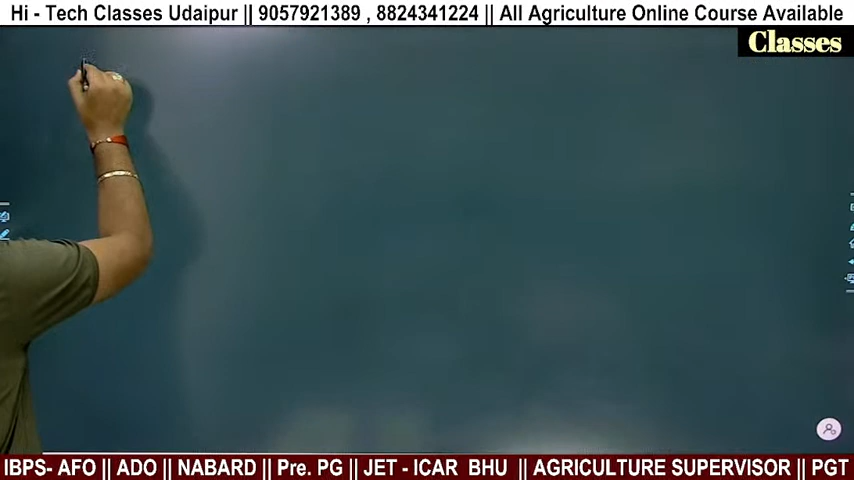 Hi - Tech Classes Udaipur || 9057921389 , 8824341224 || All Agriculture Online Course Available
Classes
IBPS- AFO || ADO || NABARD || Pre. PG || JET - ICAR BHU || AGRICULTURE SUPERVISOR || PGT